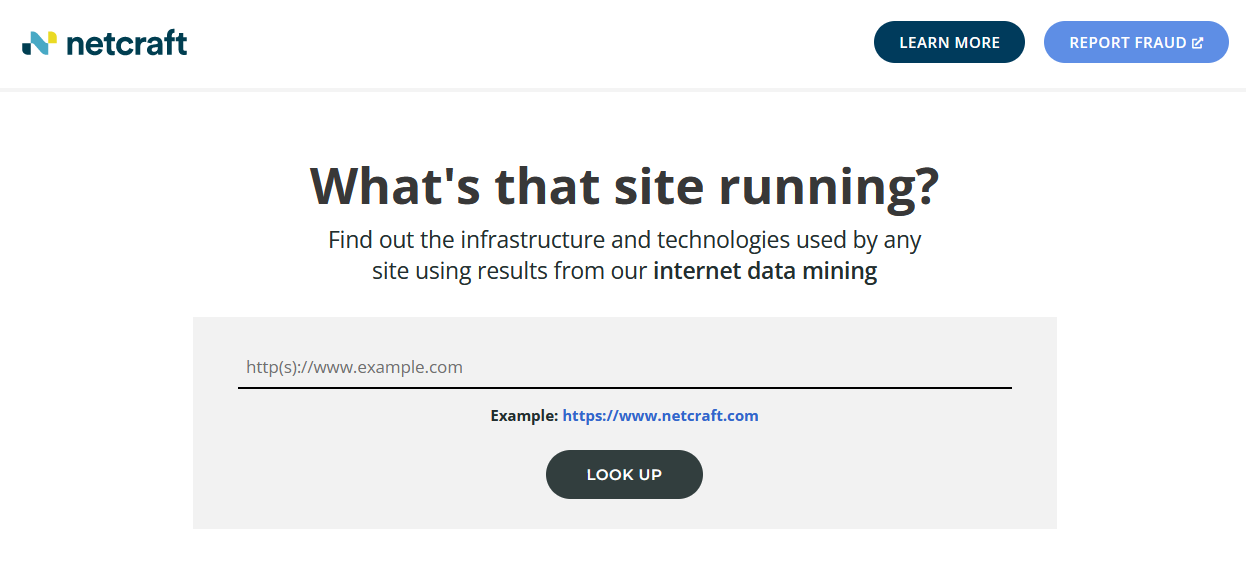 netcraft
LEARN MORE
REPORT FRAUD
What's that site running?
Find out the infrastructure and technologies used by any
site using results from our internet data mining
http(s)://www.example.com
Example: https://www.netcraft.com
LOOK UP